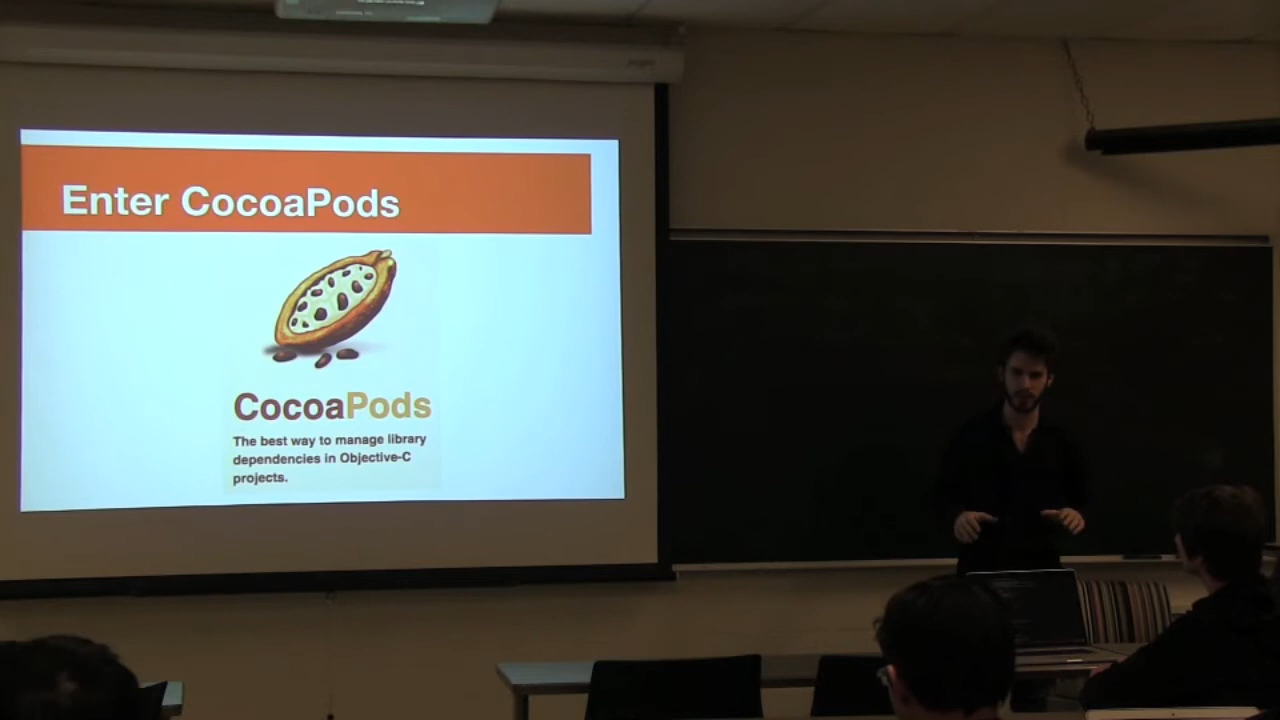 Enter CocoaPods
CocoaPods
The best way to manage library
dependencies in Objective-C
projects.